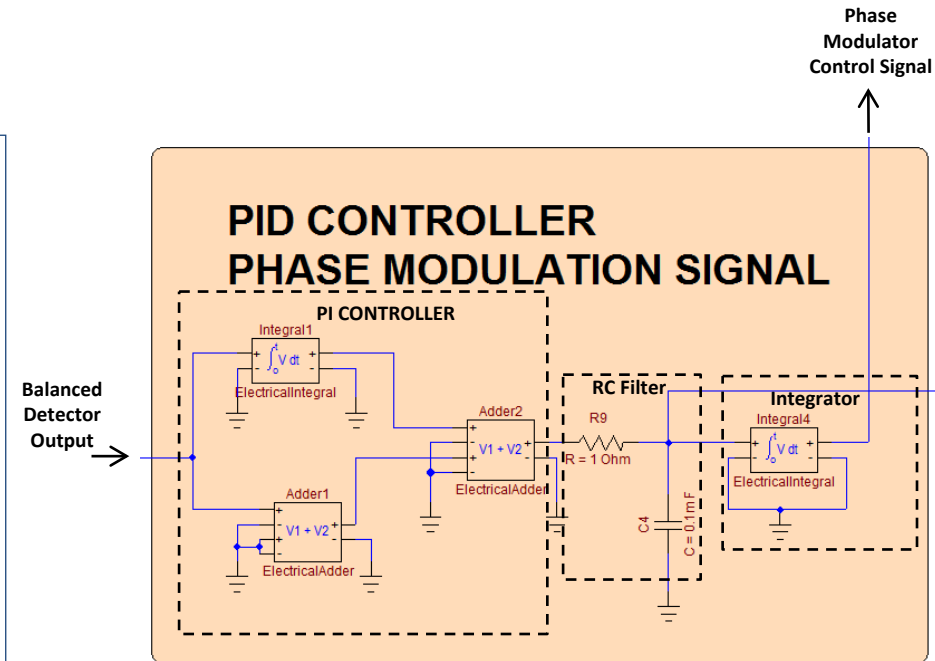 Phase
Modulator
Control Signal
PID CONTROLLER
PHASE MODULATION SIGNAL
PI CONTROLLER
Integral1
+ ∫ t o V dt +
- -
ElectricalIntegral
Balanced
Detector
Output
Adder2
+
-
+ V1 + V2 +
- -
ElectricalAdder
Adder1
+
-
+ V1 + V2 +
- -
ElectricalAdder
RC Filter
R9
R = 1 Ohm
C4
C = 0.1mF
Integrator
Integral4
+ ∫ t o V dt +
- -
ElectricalIntegral